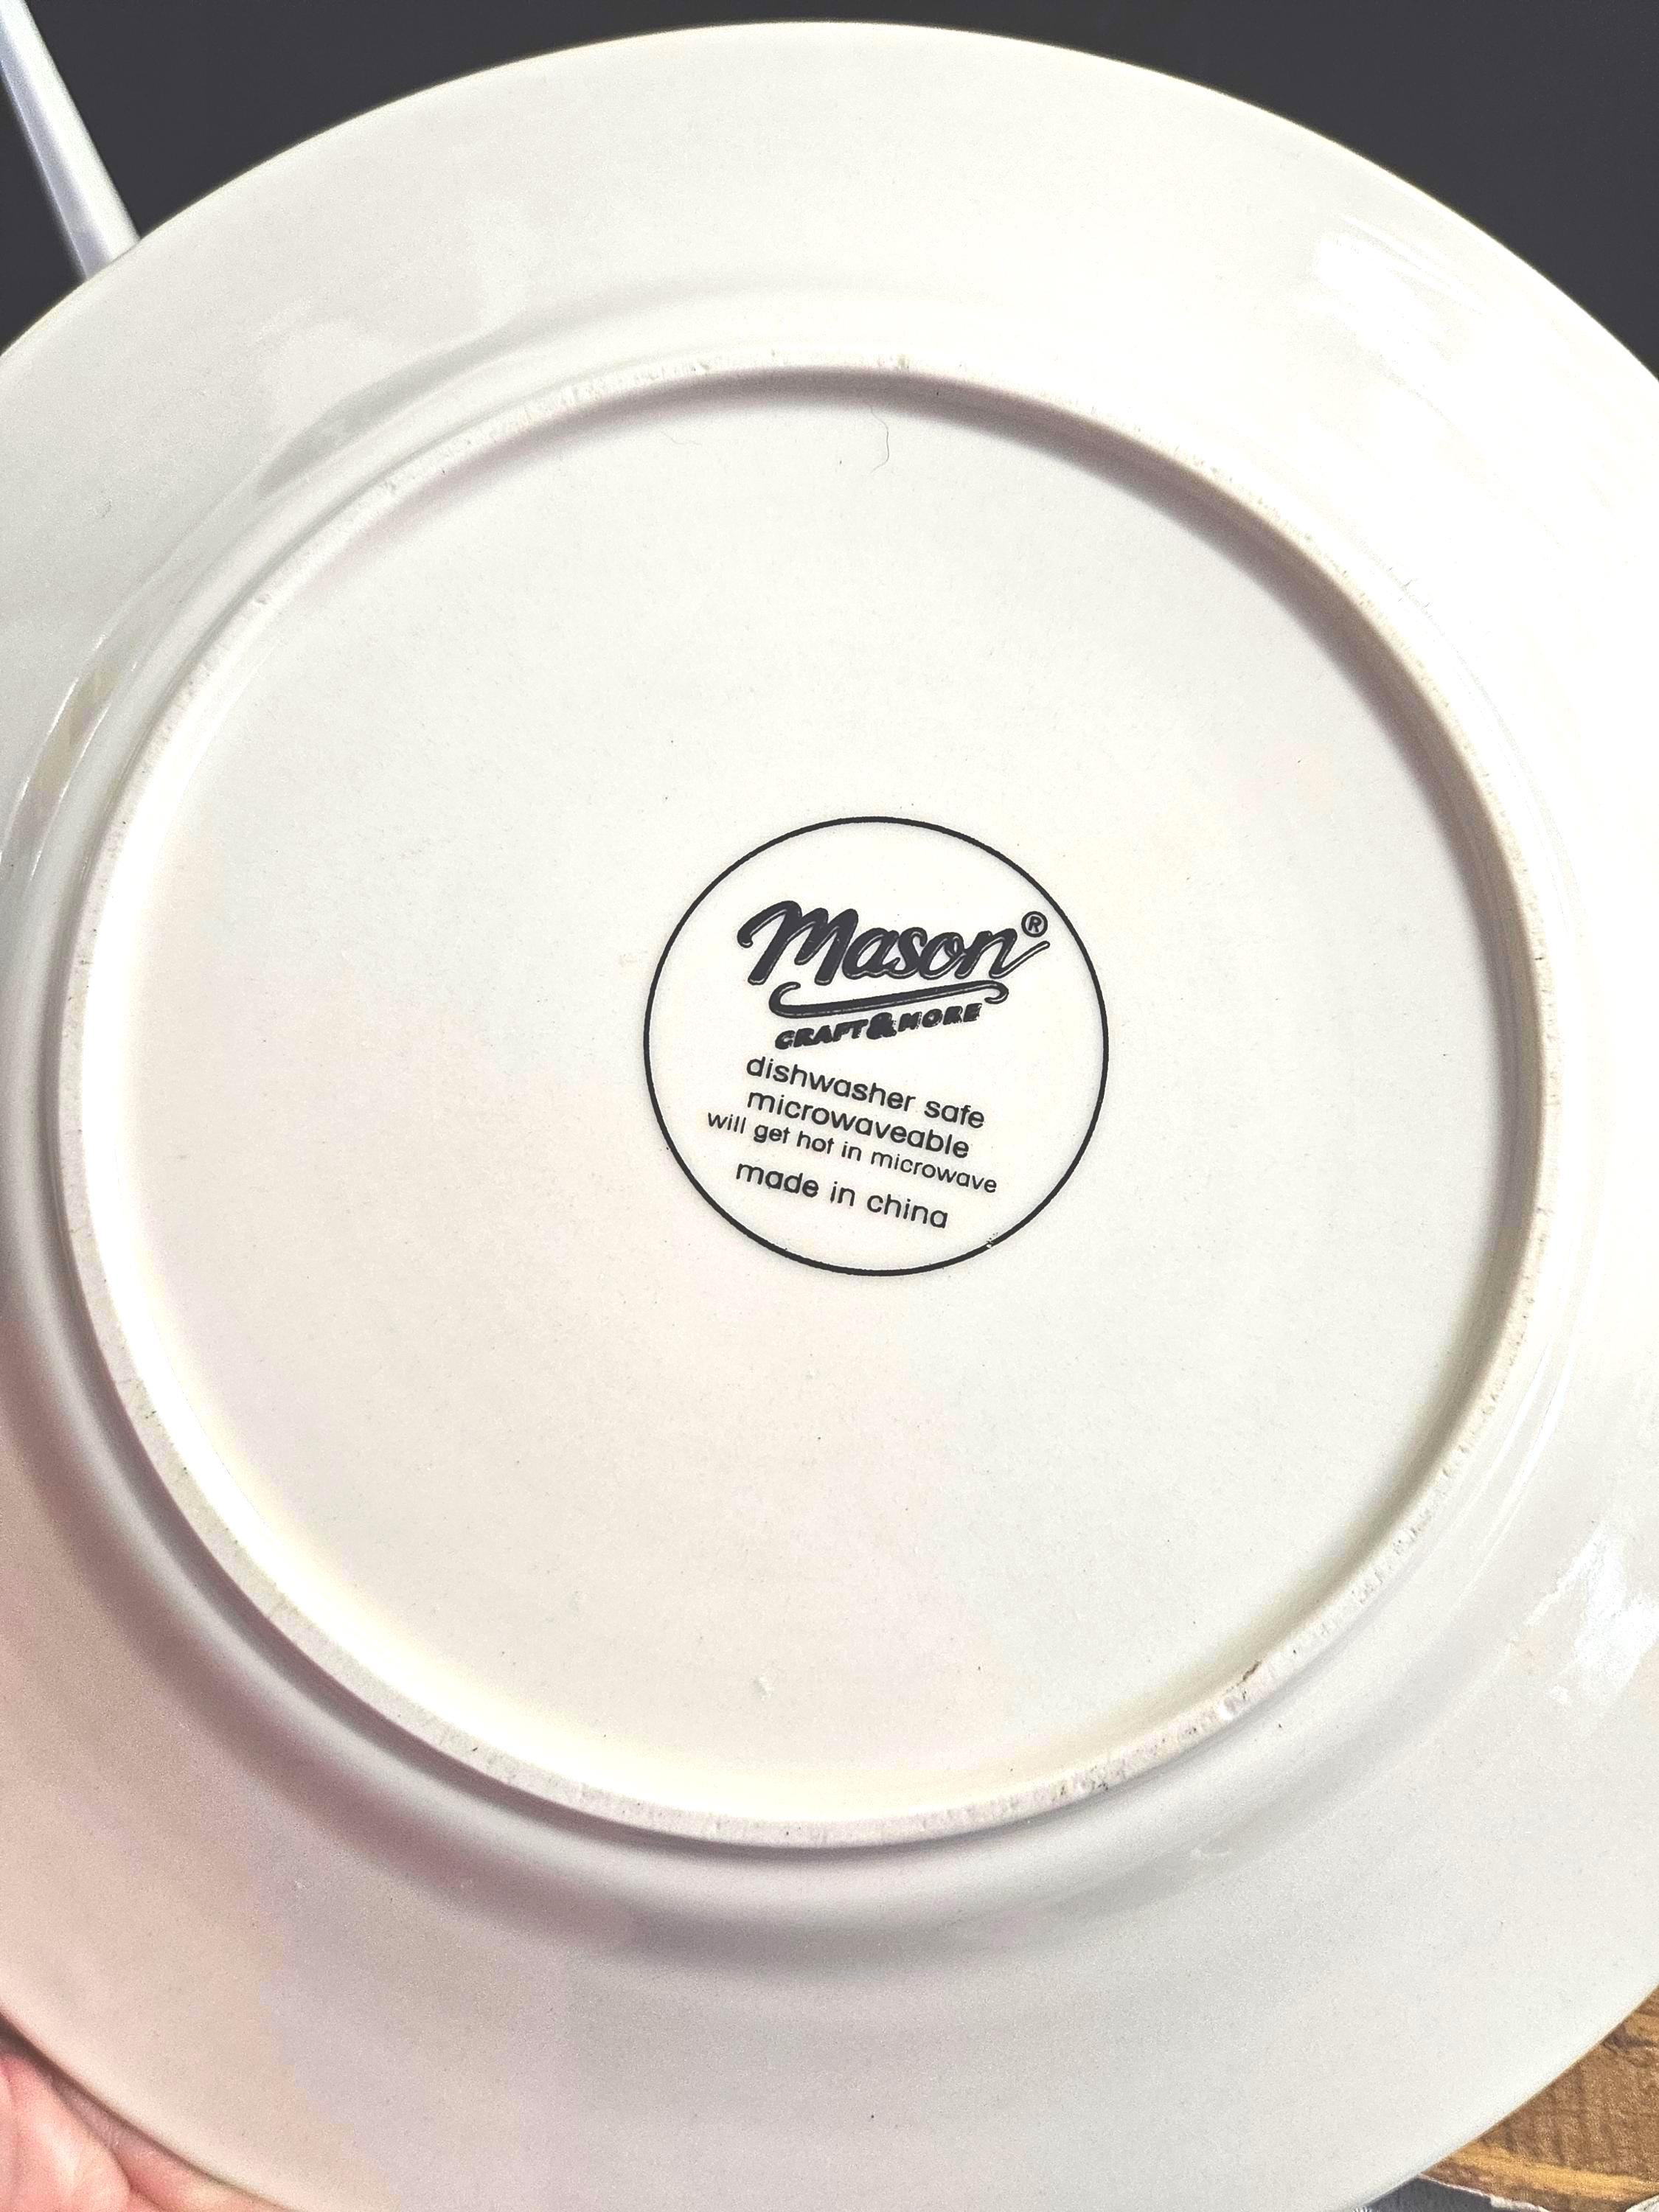 Mason®
CRAFT&MORE
dishwasher safe
microwaveable
will get hot in microwave
made in china